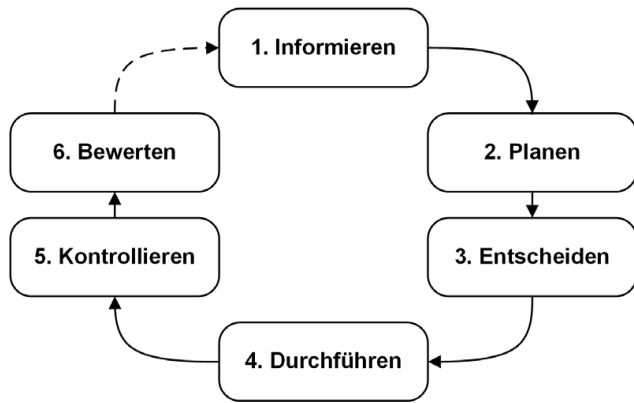 1. Informieren
2. Planen
3. Entscheiden
4. Durchführen
5. Kontrollieren
6. Bewerten